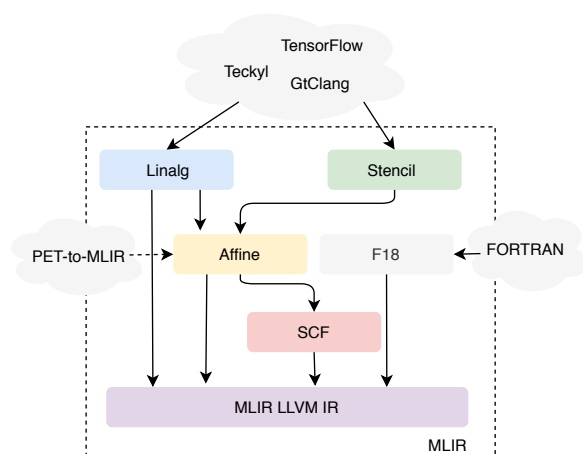 TensorFlow
Teckyl
GtClang
Linalg
Stencil
PET-to-MLIR
Affine
F18
FORTRAN
SCF
MLIR LLVM IR
MLIR